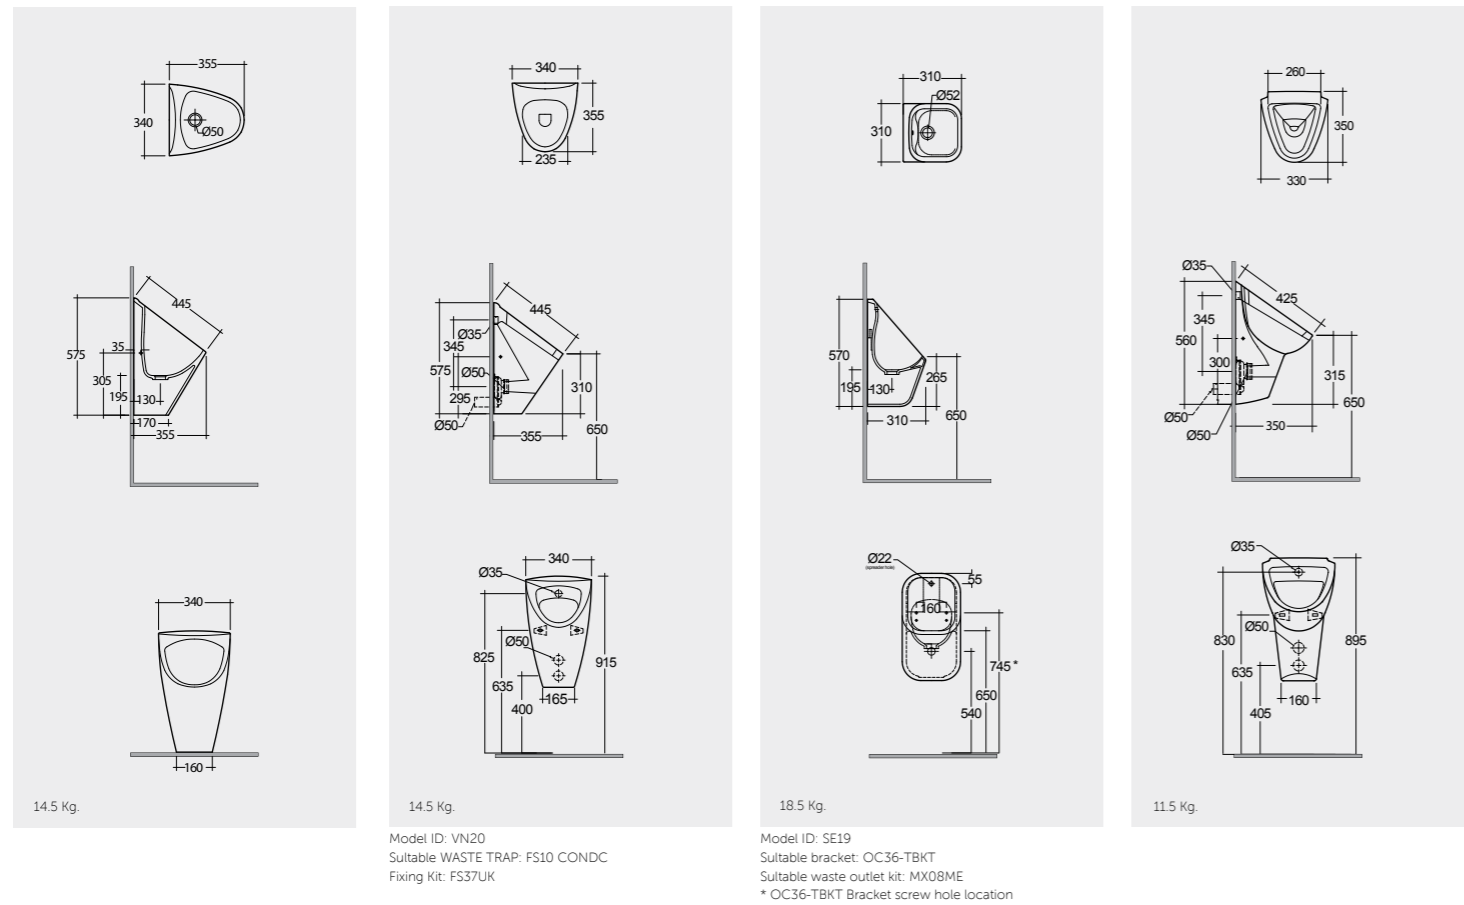 355
340
Ø50
445
575
35
305
195
130
170
355
340
160
14.5 Kg.
340
355
235
445
Ø35
345
575
Ø50
295
310
Ø50
650
355
340
Ø35
Ø50
825
635
915
165
400
14.5 Kg.
Model ID: VN20
Sultable WASTE TRAP: FS10 CONDC
Fixing Kit: FS37UK
310
Ø52
310
570
195
130
265
310
650
Ø22
(spreader hole)
55
160
745 *
650
540
18.5 Kg.
Model ID: SE19
Sultable bracket: OC36-TBKT
Sultable waste outlet kit: MX08ME
* OC36-TBKT Bracket screw hole location
260
350
330
Ø35
425
345
560
300
315
650
Ø50
Ø50
350
Ø35
Ø50
830
635
895
160
405
11.5 Kg.